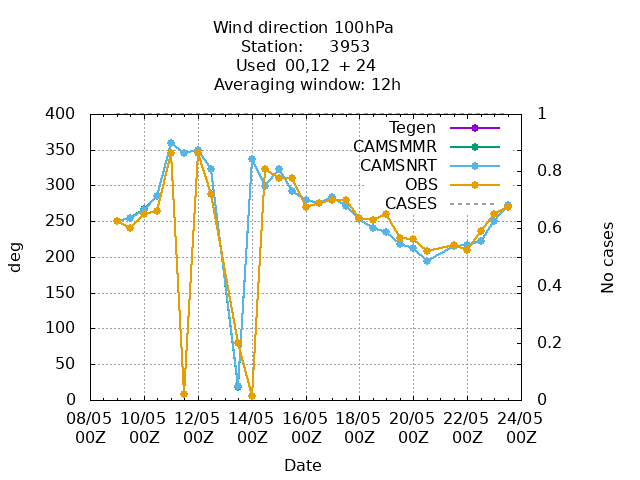 Wind direction 100hPa
Station:     3953
Used  00,12  + 24
Averaging window: 12h
400
350
300
250
200
150
100
50
0
deg
1
0.8
0.6
0.4
0.2
0
No cases
Tegen
CAMSMMR
CAMSNRT
OBS
CASES
08/05 10/05 12/05 14/05 16/05 18/05 20/05 22/05 24/05
00Z 00Z 00Z 00Z 00Z 00Z 00Z 00Z 00Z
Date